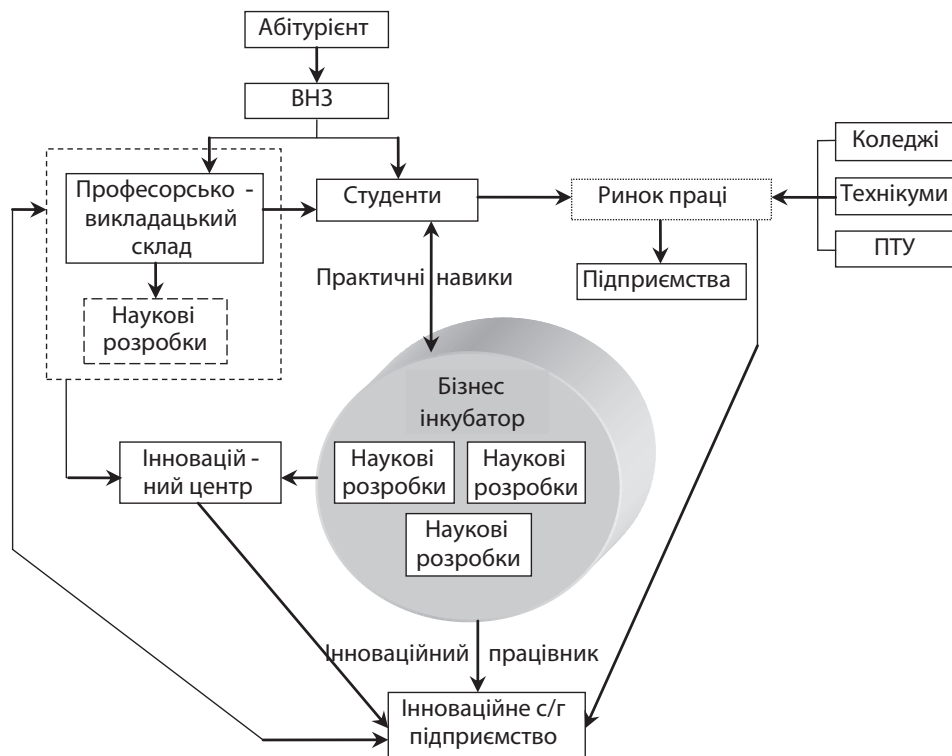 Абітурієнт
ВНЗ
Професорсько -
викладацький
склад
Наукові
розробки
Студенти
Ринок праці
Підприємства
Коледжі
Технікуми
ПТУ
Практичні навики
Бізнес
інкубатор
Наукові
розробки
Наукові
розробки
Наукові
розробки
Інновацій -
ний центр
Інноваційний працівник
Інноваційне с/г
підприємство